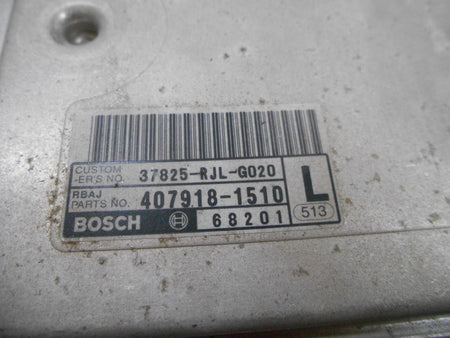 CUSTOM
-ER'S NO. 37825-RJL-G020
RBAJ
PARTS NO. 407918-1510
L
BOSCH 68201
513